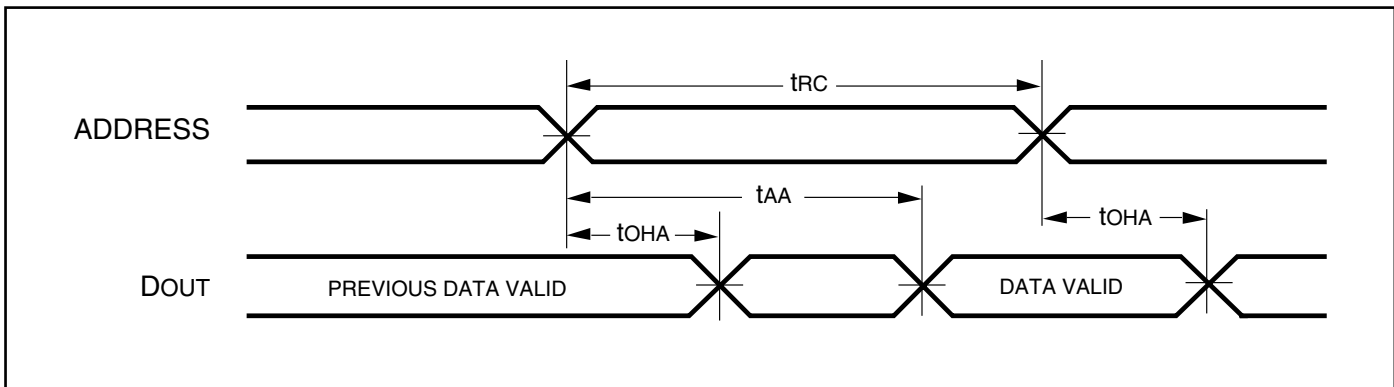 tRC
ADDRESS
tAA
tOHA
tOHA
DOUT
PREVIOUS DATA VALID
DATA VALID